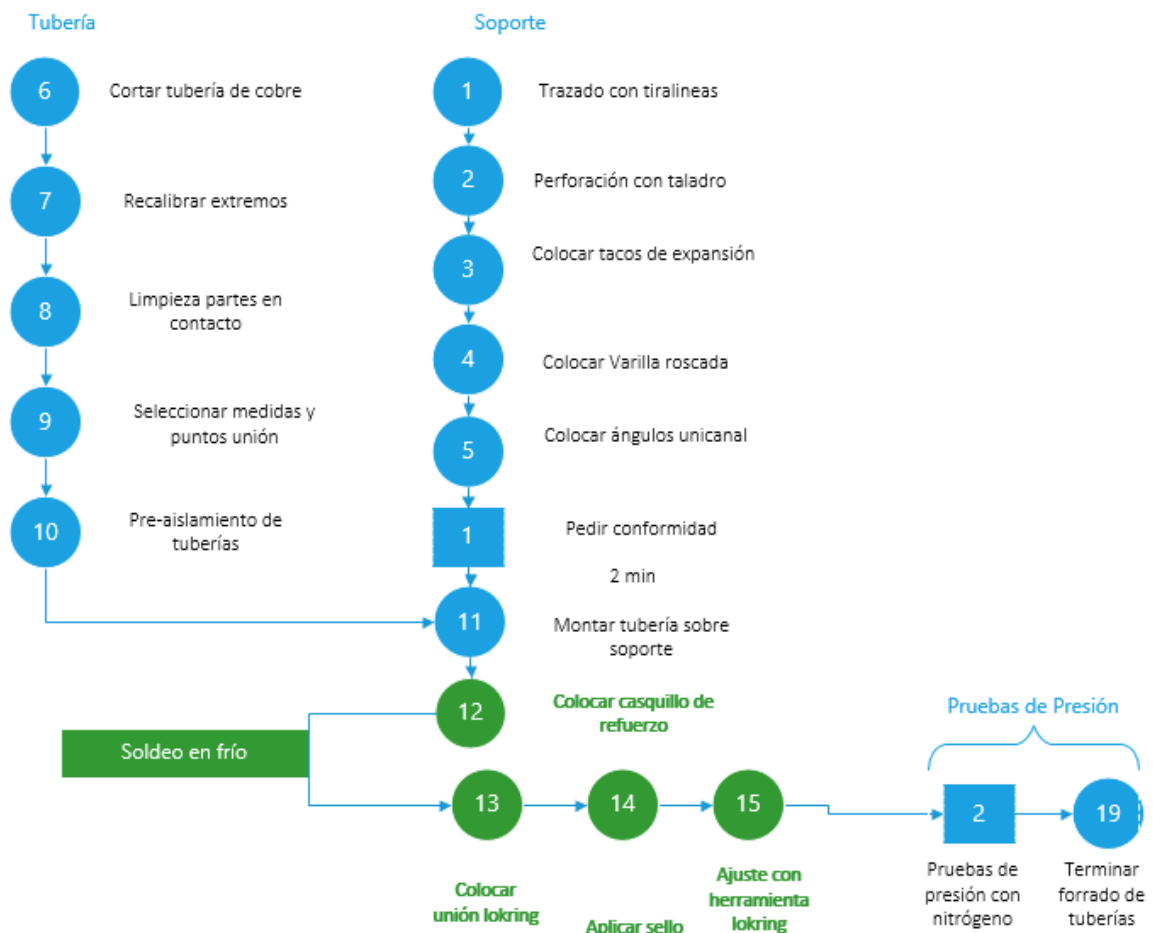 Tubería
Soporte
6
Cortar tubería de cobre
1
Trazado con tiralineas
7
Recalibrar extremos
2
Perforación con taladro
8
Limpieza partes en
contacto
3
Colocar tacos de expansión
9
Seleccionar medidas y
puntos unión
4
Colocar Varilla roscada
10
Pre-aislamiento de
tuberías
5
Colocar ángulos unicanal
1
Pedir conformidad
2 min
11
Montar tubería sobre
soporte
12
Colocar casquillo de
refuerzo
Soldeo en frío
13
Colocar
unión lokring
14
Aplicar sello
15
Ajuste con
herramienta
lokring
Pruebas de Presión
2
Pruebas de
presión con
nitrógeno
19
Terminar
forrado de
tuberías